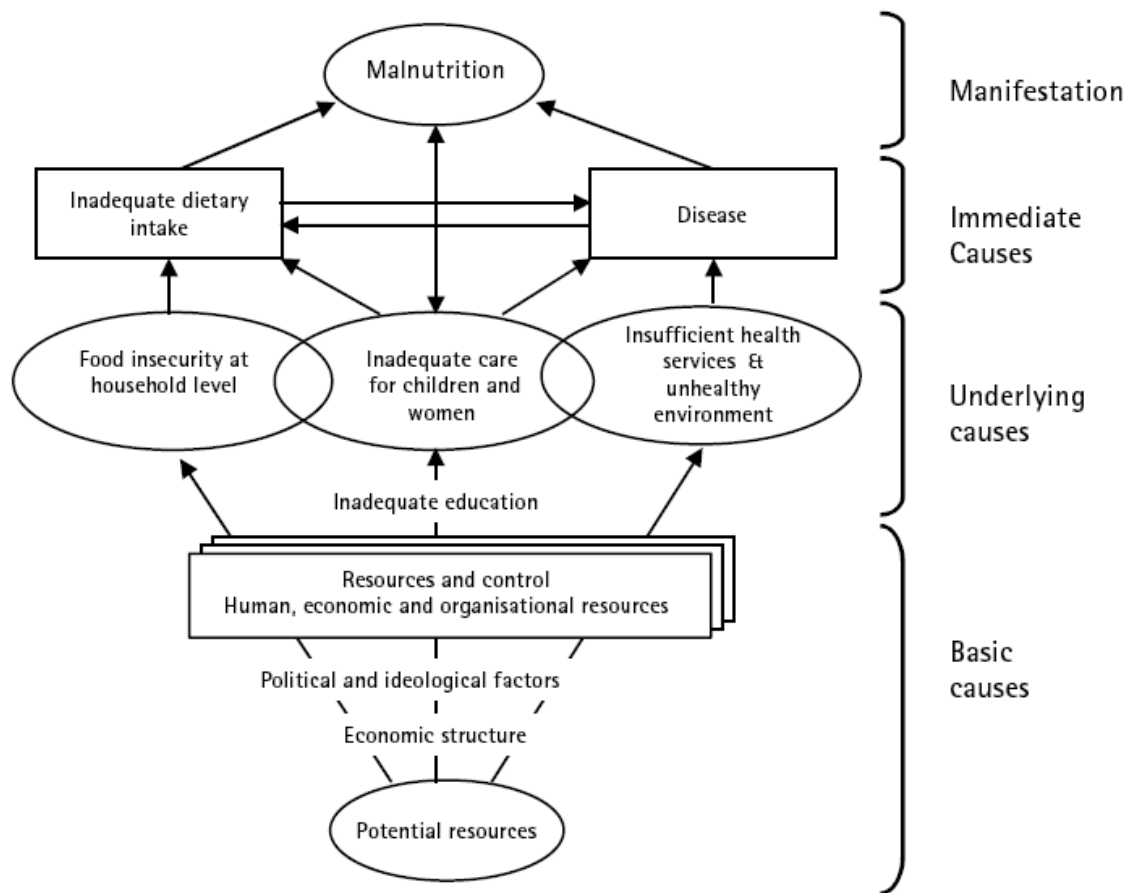 Malnutrition
Manifestation
Inadequate dietary
intake
Disease
Immediate
Causes
Food insecurity at
household level
Inadequate care
for children and
women
Insufficient health
services &
unhealthy
environment
Underlying
causes
Inadequate education
Resources and control
Human, economic and organisational resources
Political and ideological factors
Economic structure
Potential resources
Basic
causes